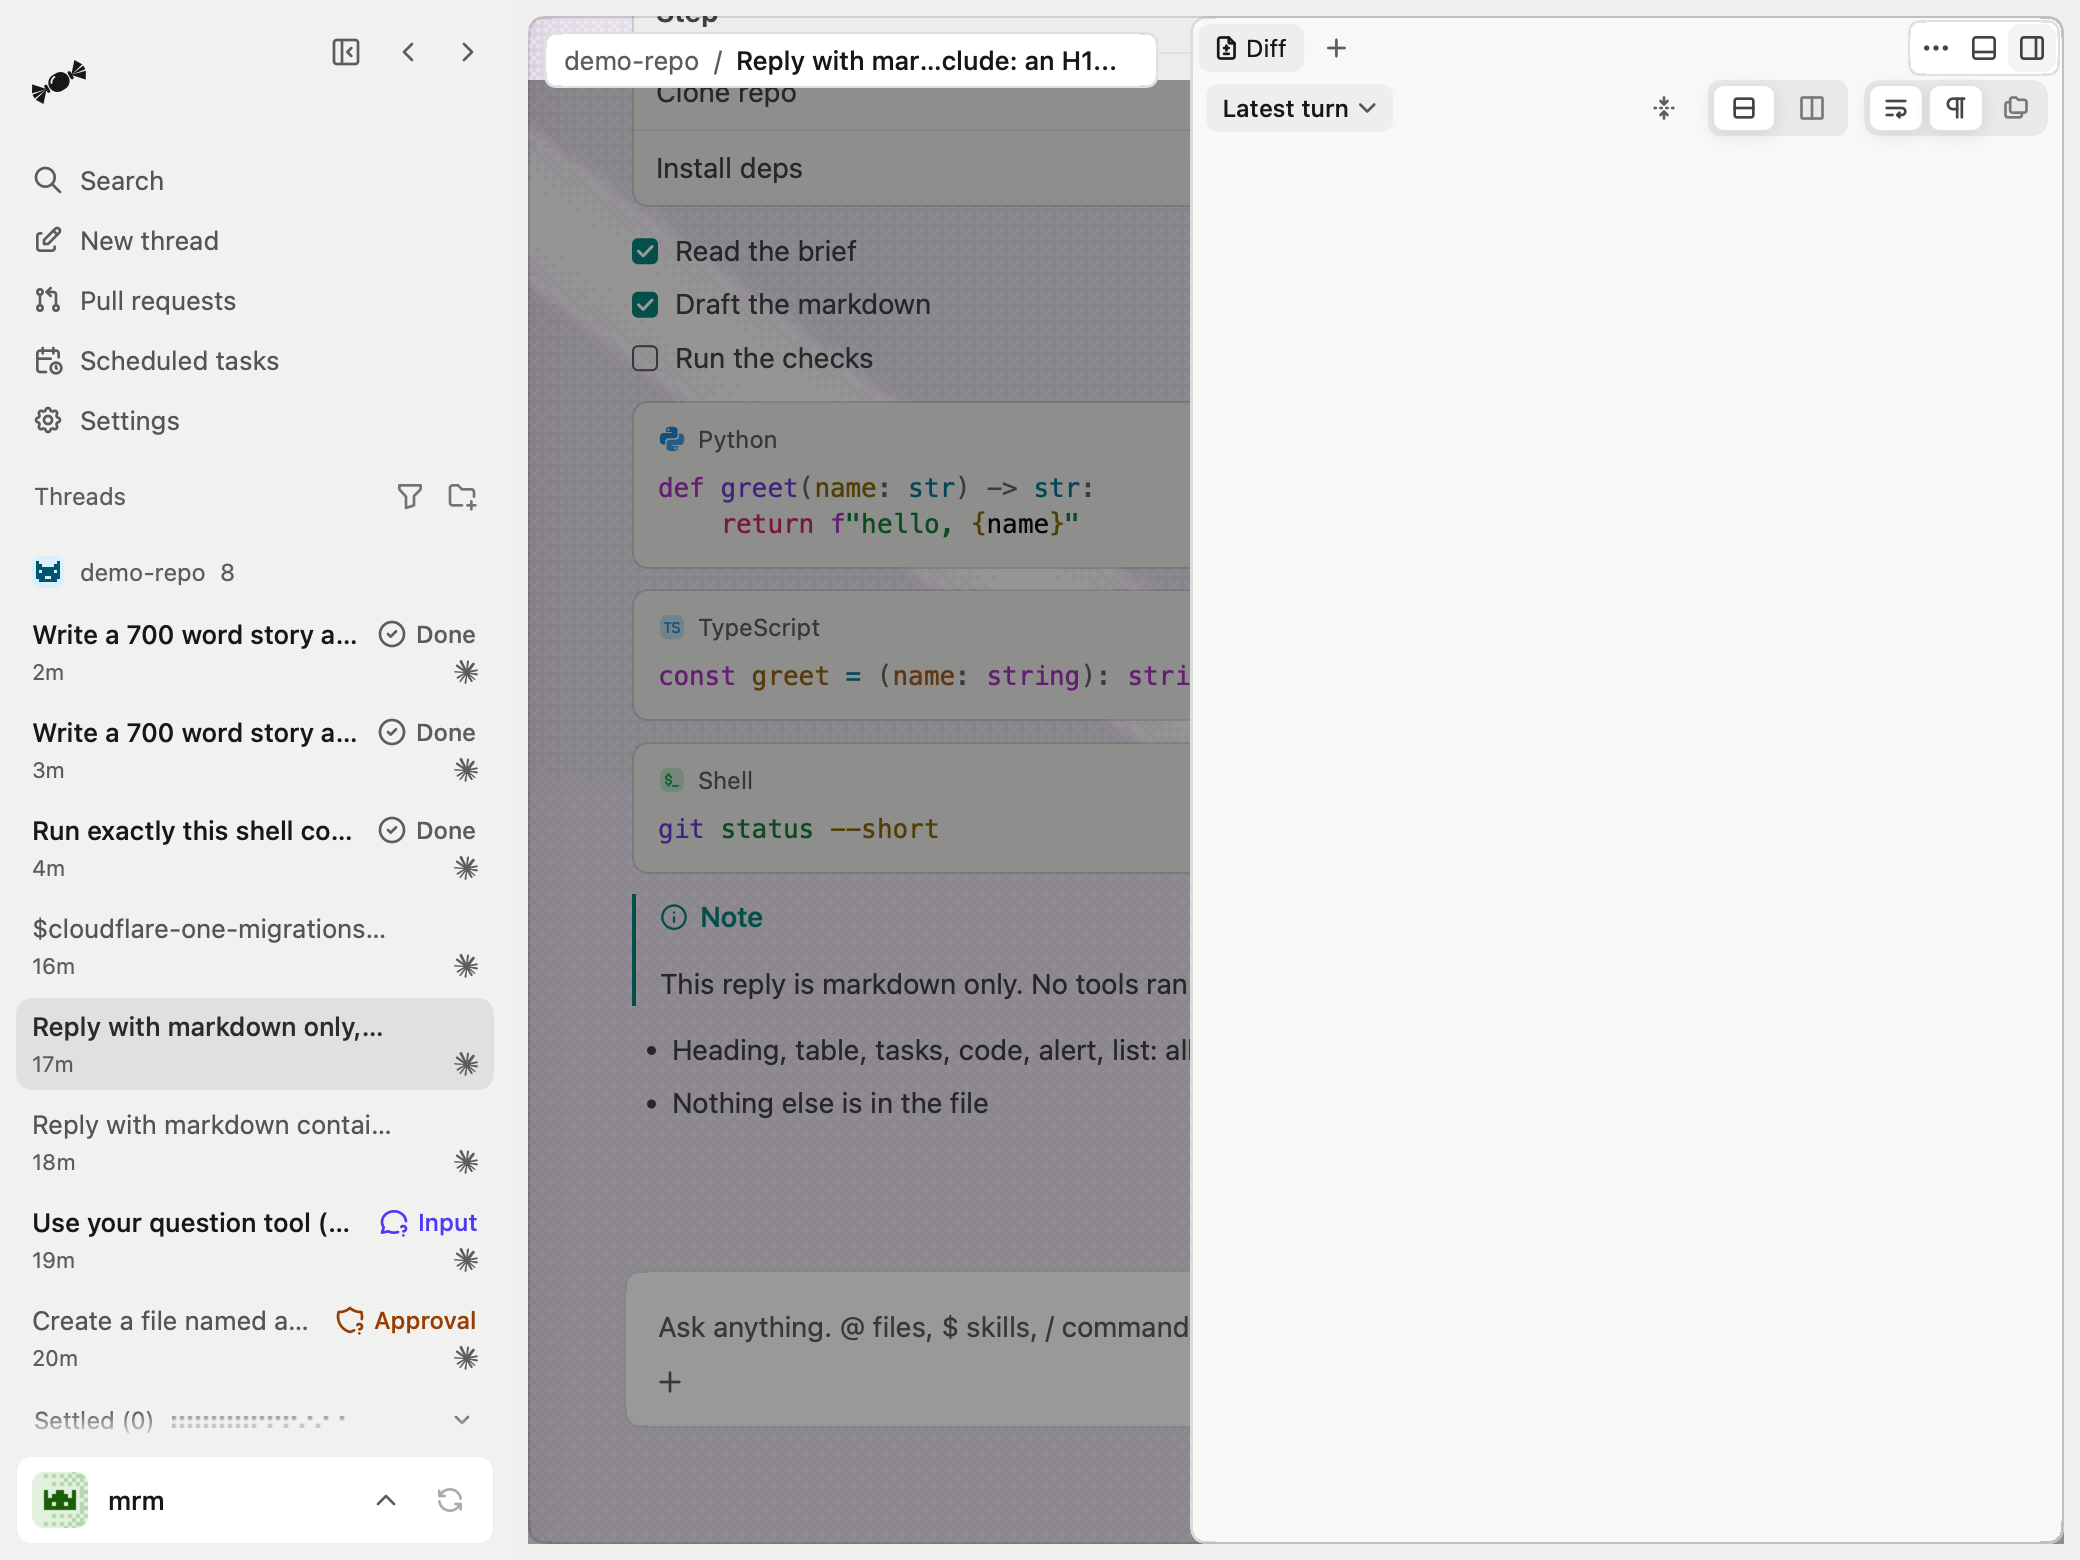 Search
New thread
Pull requests
Scheduled tasks
Settings
Threads
demo-repo 8
Write a 700 word story a... Done
2m
Write a 700 word story a... Done
3m
Run exactly this shell co... Done
4m
$cloudflare-one-migrations...
16m
Reply with markdown only,...
17m
Reply with markdown contai...
18m
Use your question tool (... Input
19m
Create a file named a... Approval
20m
Settled (0)
mrm
Step
demo-repo / Reply with mar...clude: an H1...
Clone repo
Install deps
Read the brief
Draft the markdown
Run the checks
Python
def greet(name: str) -> str:
    return f"hello, {name}"
TS TypeScript
const greet = (name: string): stri
$_ Shell
git status --short
Note
This reply is markdown only. No tools ran
• Heading, table, tasks, code, alert, list: al
• Nothing else is in the file
Ask anything. @ files, $ skills, / command
Diff
Latest turn